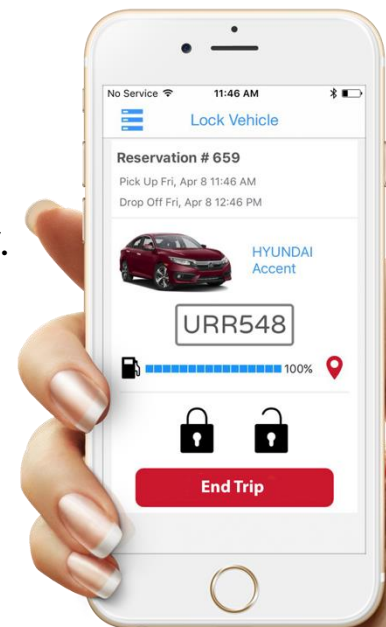 No Service 11:46 AM
Lock Vehicle
Reservation # 659
Pick Up Fri, Apr 8 11:46 AM
Drop Off Fri, Apr 8 12:46 PM
HYUNDAI
Accent
URR548
100%
End Trip